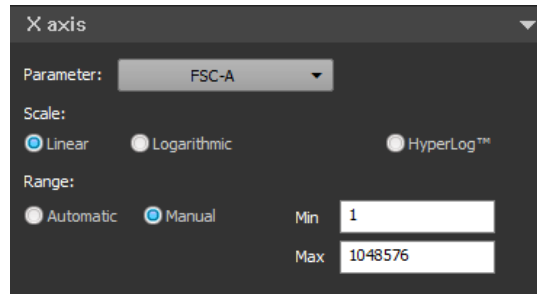 X axis
Parameter: FSC-A
Scale:
Linear Logarithmic HyperLog™
Range:
Automatic Manual Min 1
Max 1048576